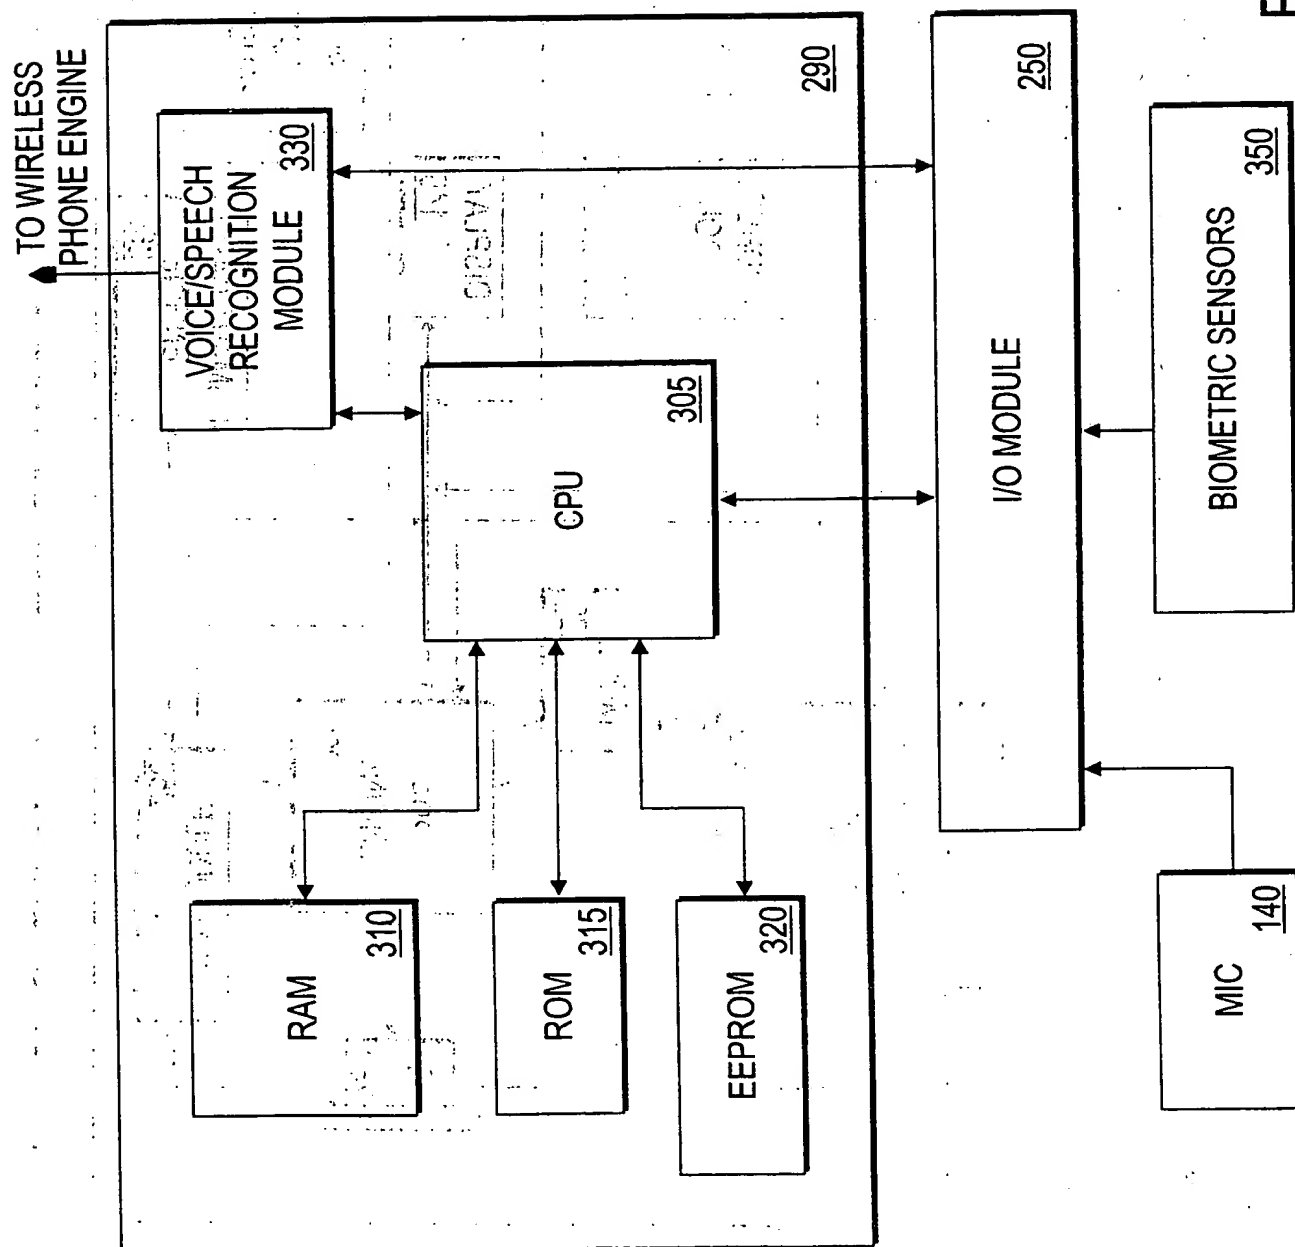 TO WIRELESS
PHONE ENGINE
VOICE/SPEECH
RECOGNITION
MODULE
330
290
RAM
310
ROM
315
EEPROM
320
CPU
305
I/O MODULE
250
MIC
140
BIOMETRIC SENSORS
350